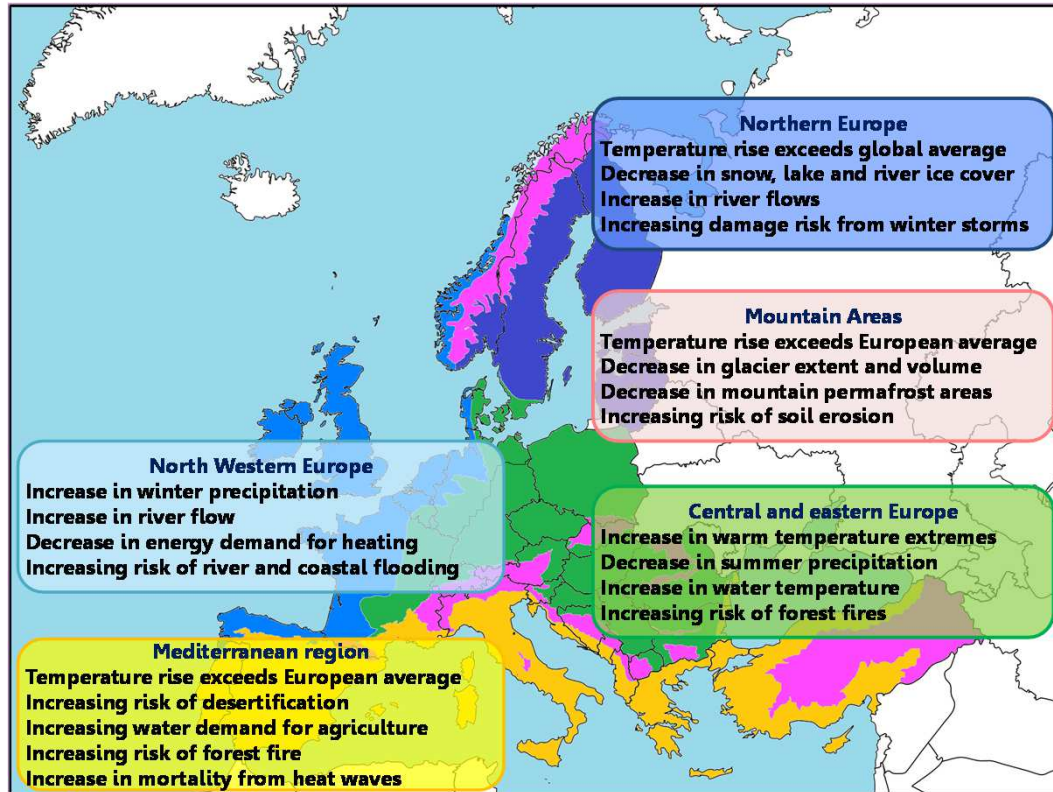 Northern Europe
Temperature rise exceeds global average
Decrease in snow, lake and river ice cover
Increase in river flows
Increasing damage risk from winter storms
Mountain Areas
Temperature rise exceeds European average
Decrease in glacier extent and volume
Decrease in mountain permafrost areas
Increasing risk of soil erosion
North Western Europe
Increase in winter precipitation
Increase in river flow
Decrease in energy demand for heating
Increasing risk of river and coastal flooding
Central and eastern Europe
Increase in warm temperature extremes
Decrease in summer precipitation
Increase in water temperature
Increasing risk of forest fires
Mediterranean region
Temperature rise exceeds European average
Increasing risk of desertification
Increasing water demand for agriculture
Increasing risk of forest fire
Increase in mortality from heat waves